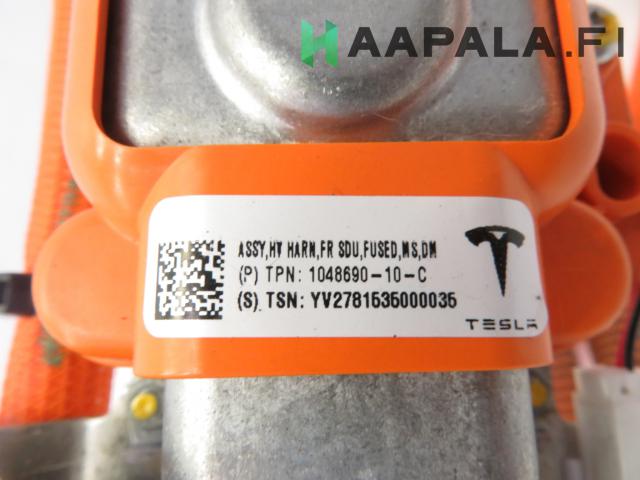 HAAPALA.FI
ASSY,HV HARN,FR SDU,FUSED,MS,DM
(P) TPN: 1048690-10-C
(S) TSN: YV2781535000035
TESLA